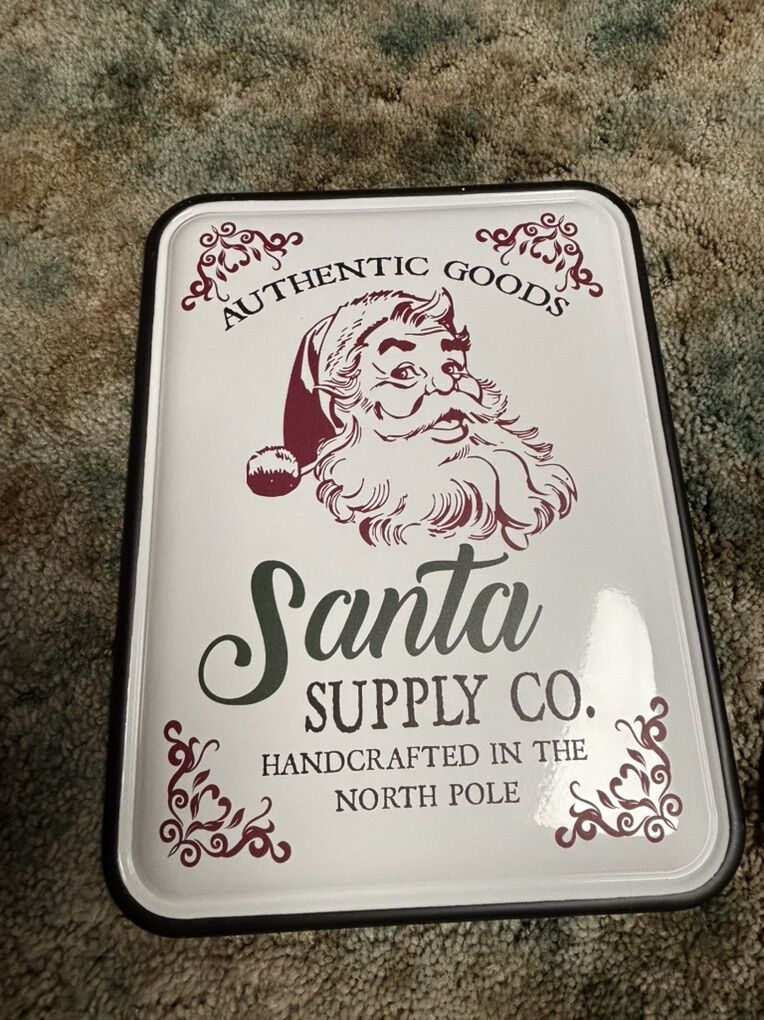 AUTHENTIC GOODS
Santa
SUPPLY CO.
HANDCRAFTED IN THE
NORTH POLE